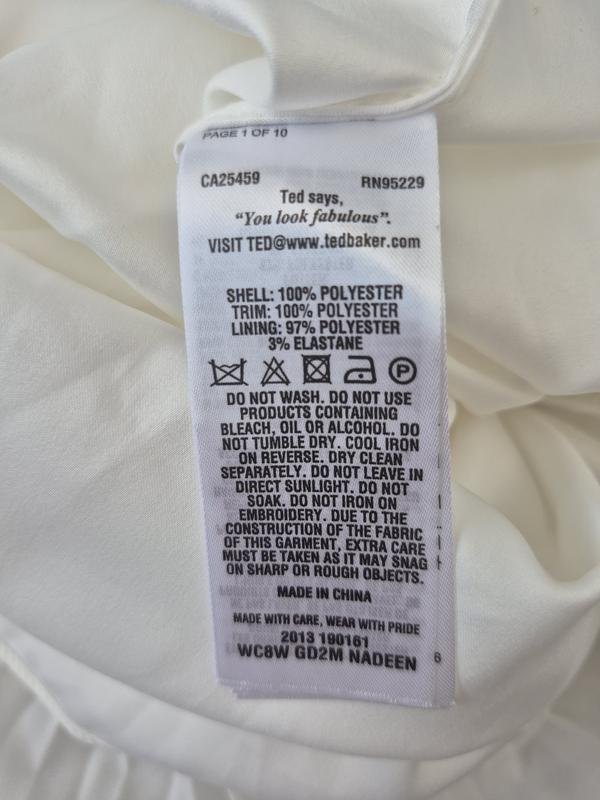 PAGE 1 OF 10
CA25459 RN95229
Ted says,
“You look fabulous”.
VISIT TED@www.tedbaker.com
SHELL: 100% POLYESTER
TRIM: 100% POLYESTER
LINING: 97% POLYESTER
3% ELASTANE
P
DO NOT WASH. DO NOT USE
PRODUCTS CONTAINING
BLEACH, OIL OR ALCOHOL. DO
NOT TUMBLE DRY. COOL IRON
ON REVERSE. DRY CLEAN
SEPARATELY. DO NOT LEAVE IN
DIRECT SUNLIGHT. DO NOT
SOAK. DO NOT IRON ON
EMBROIDERY. DUE TO THE
CONSTRUCTION OF THE FABRIC
OF THIS GARMENT, EXTRA CARE
MUST BE TAKEN AS IT MAY SNAG
ON SHARP OR ROUGH OBJECTS.
MADE IN CHINA
MADE WITH CARE, WEAR WITH PRIDE
2013 190161
WC8W GD2M NADEEN 6